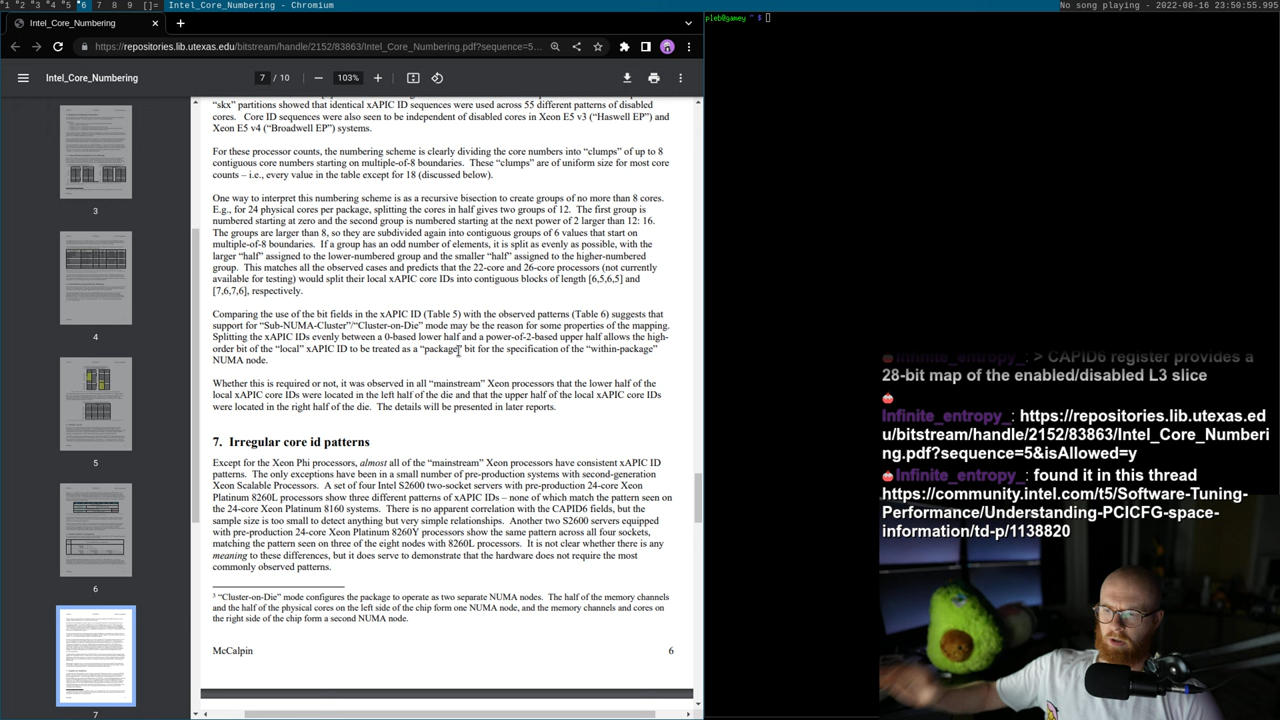 1 2 3 4 5 6 7 8 9 []= Intel_Core_Numbering - Chromium
No song playing - 2022-08-16 23:50:55.995
Intel_Core_Numbering
https://repositories.lib.utexas.edu/bitstream/handle/2152/83863/Intel_Core_Numbering.pdf?sequence=5...
Intel_Core_Numbering
7 / 10
103%
3
4
5
6
7
"skx" partitions showed that identical xAPIC ID sequences were used across 55 different patterns of disabled
cores. Core ID sequences were also seen to be independent of disabled cores in Xeon E5 v3 ("Haswell EP") and
Xeon E5 v4 ("Broadwell EP") systems.
For these processor counts, the numbering scheme is clearly dividing the core numbers into "clumps" of up to 8
contiguous core numbers starting on multiple-of-8 boundaries. These "clumps" are of uniform size for most core
counts – i.e., every value in the table except for 18 (discussed below).
One way to interpret this numbering scheme is as a recursive bisection to create groups of no more than 8 cores.
E.g., for 24 physical cores per package, splitting the cores in half gives two groups of 12. The first group is
numbered starting at zero and the second group is numbered starting at the next power of 2 larger than 12: 16.
The groups are larger than 8, so they are subdivided again into contiguous groups of 6 values that start on
multiple-of-8 boundaries. If a group has an odd number of elements, it is split as evenly as possible, with the
larger "half" assigned to the lower-numbered group and the smaller "half" assigned to the higher-numbered
group. This matches all the observed cases and predicts that the 22-core and 26-core processors (not currently
available for testing) would split their local xAPIC core IDs into contiguous blocks of length [6,5,6,5] and
[7,6,7,6], respectively.
Comparing the use of the bit fields in the xAPIC ID (Table 5) with the observed patterns (Table 6) suggests that
support for "Sub-NUMA-Cluster"/"Cluster-on-Die" mode may be the reason for some properties of the mapping.
Splitting the xAPIC IDs evenly between a 0-based lower half and a power-of-2-based upper half allows the high-
order bit of the "local" xAPIC ID to be treated as a "package" bit for the specification of the "within-package"
NUMA node.
Whether this is required or not, it was observed in all "mainstream" Xeon processors that the lower half of the
local xAPIC core IDs were located in the left half of the die and that the upper half of the local xAPIC core IDs
were located in the right half of the die. The details will be presented in later reports.
7. Irregular core id patterns
Except for the Xeon Phi processors, almost all of the "mainstream" Xeon processors have consistent xAPIC ID
patterns. The only exceptions have been in a small number of pre-production systems with second-generation
Xeon Scalable Processors. A set of four Intel S2600 two-socket servers with pre-production 24-core Xeon
Platinum 8260L processors show three different patterns of xAPIC IDs – none of which match the pattern seen on
the 24-core Xeon Platinum 8160 systems. There is no apparent correlation with the CAPID6 fields, but the
sample size is too small to detect anything but very simple relationships. Another two S2600 servers equipped
with pre-production 24-core Xeon Platinum 8260Y processors show the same pattern across all four sockets,
matching the pattern seen on three of the eight nodes with 8260L processors. It is not clear whether there is any
meaning to these differences, but it does serve to demonstrate that the hardware does not require the most
commonly observed patterns.
3 "Cluster-on-Die" mode configures the package to operate as two separate NUMA nodes. The half of the memory channels
and the half of the physical cores on the left side of the chip form one NUMA node, and the memory channels and cores on
the right side of the chip form a second NUMA node.
McCalpin 6
pleb@gamey ~ $
Infinite_entropy_: > CAPID6 register provides a
28-bit map of the enabled/disabled L3 slice
Infinite_entropy_: https://repositories.lib.utexas.ed
u/bitstream/handle/2152/83863/Intel_Core_Numberi
ng.pdf?sequence=5&isAllowed=y
Infinite_entropy_: found it in this thread
https://community.intel.com/t5/Software-Tuning-
Performance/Understanding-PCICFG-space-
information/td-p/1138820